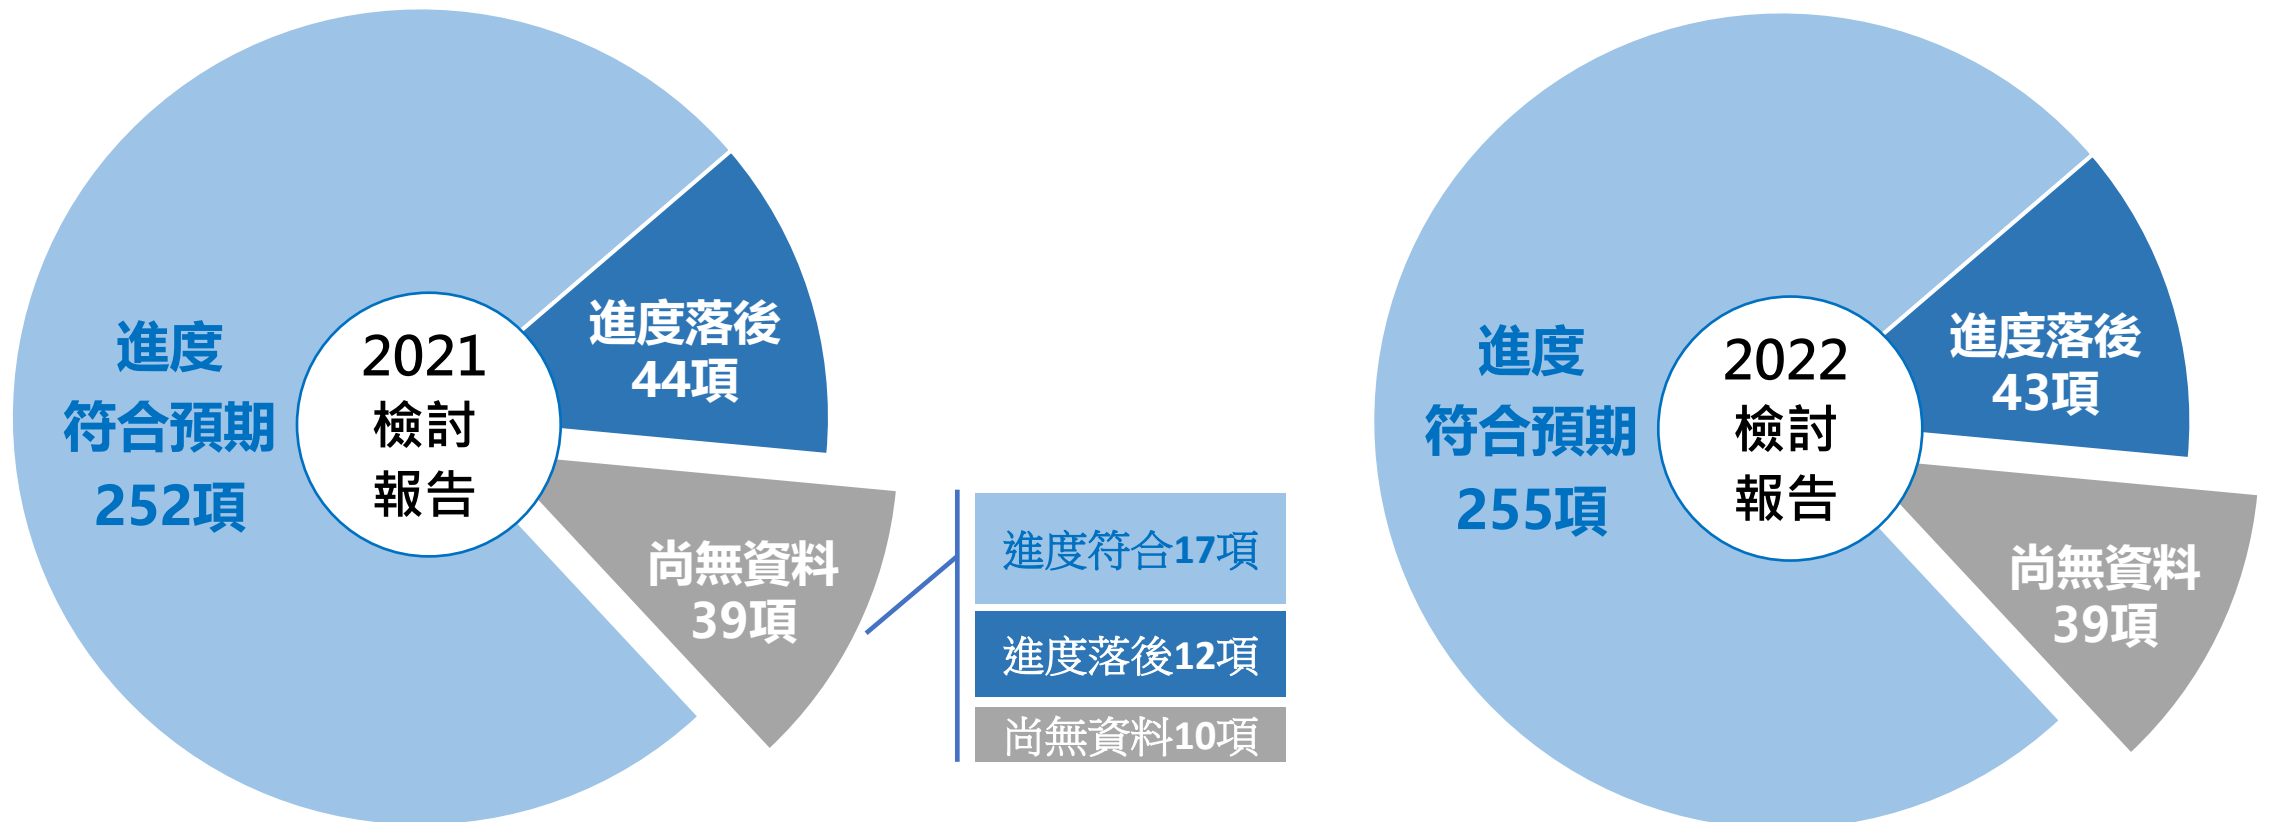 進度
符合預期
252項
2021
檢討
報告
進度落後
44項
尚無資料
39項
進度符合17項
進度落後12項
尚無資料10項
進度
符合預期
255項
2022
檢討
報告
進度落後
43項
尚無資料
39項